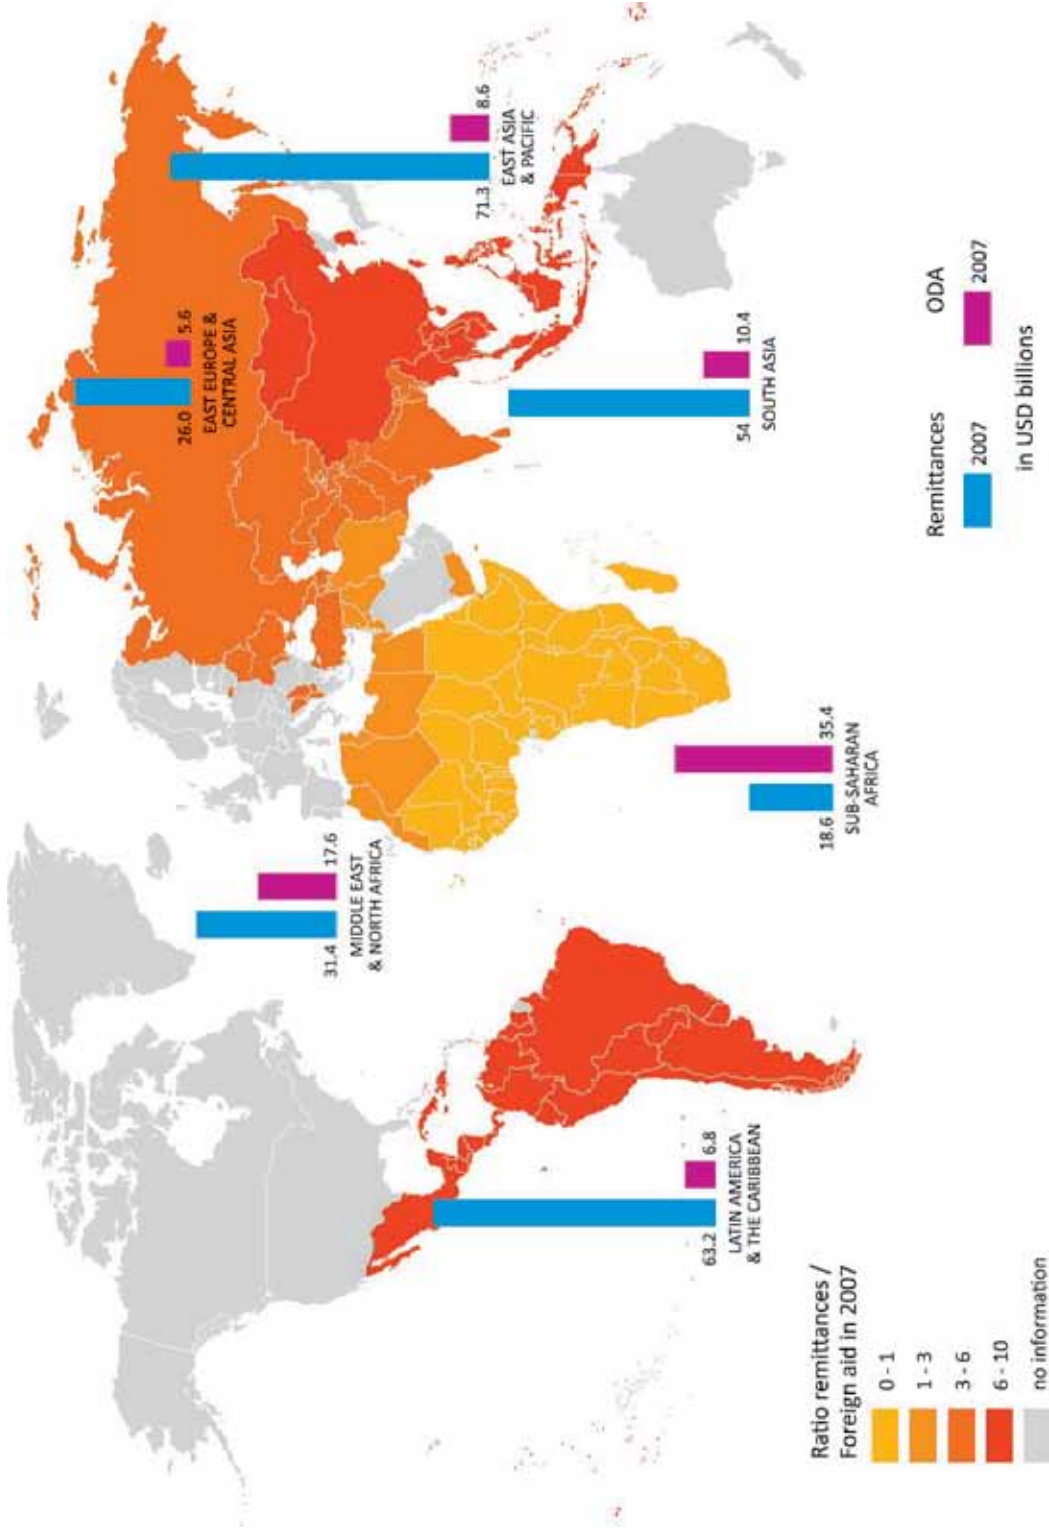 31.4
17.6
MIDDLE EAST
& NORTH AFRICA
26.0
5.6
EAST EUROPE &
CENTRAL ASIA
71.3
8.6
EAST ASIA
& PACIFIC
63.2
6.8
LATIN AMERICA
& THE CARIBBEAN
18.6
35.4
SUB-SAHARAN
AFRICA
54
10.4
SOUTH ASIA
Ratio remittances /
Foreign aid in 2007
0 - 1
1 - 3
3 - 6
6 - 10
no information
Remittances
ODA
2007
2007
in USD billions